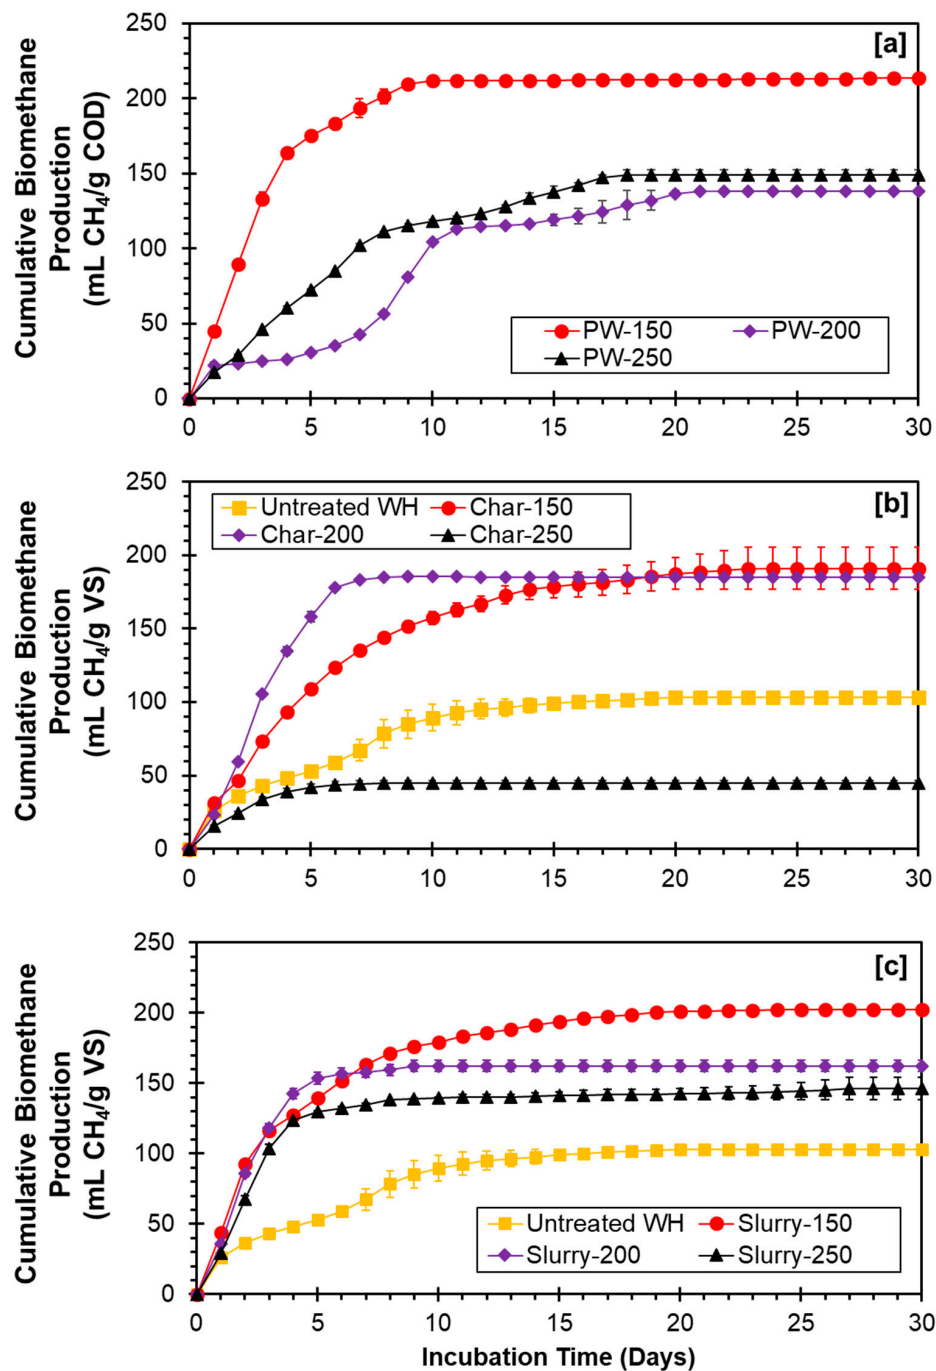 [a]
Cumulative Biomethane
Production
(mL CH₄/g COD)
250
200
150
100
50
0
PW-150 PW-200
PW-250
0 5 10 15 20 25 30
[b]
Cumulative Biomethane
Production
(mL CH₄/g VS)
250
200
150
100
50
0
Untreated WH Char-150
Char-200 Char-250
0 5 10 15 20 25 30
[c]
Cumulative Biomethane
Production
(mL CH₄/g VS)
250
200
150
100
50
0
Untreated WH Slurry-150
Slurry-200 Slurry-250
0 5 10 15 20 25 30
Incubation Time (Days)